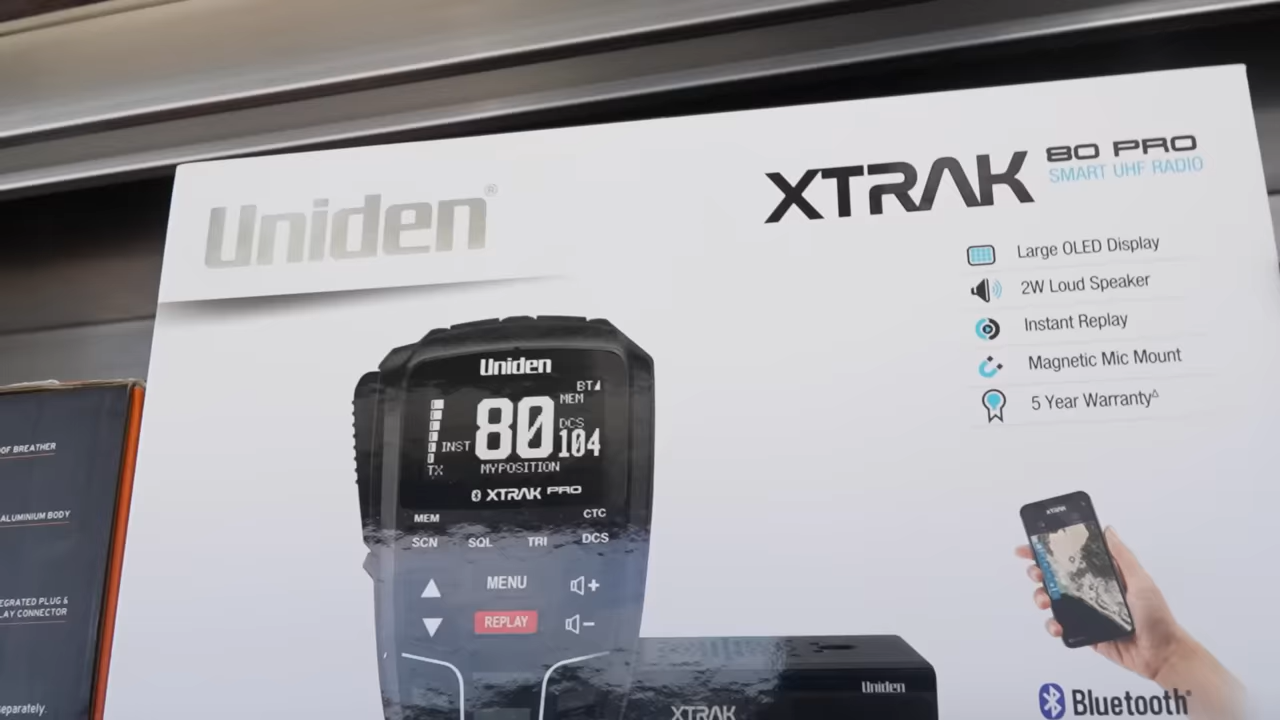 Uniden®
XTRAK 80 PRO
SMART UHF RADIO
Large OLED Display
2W Loud Speaker
Instant Replay
Magnetic Mic Mount
5 Year Warranty∆
Uniden
BT
MEM
80
DCS
INST
104
TX
MYPOSITION
XTRAK PRO
MEM
CTC
SCN SQL TRI DCS
MENU
+
REPLAY
-
Uniden
XTRAK
XTRAK
Bluetooth®
OF BREATHER
ALUMINIUM BODY
EGRATED PLUG &
LAY CONNECTOR
eparately.